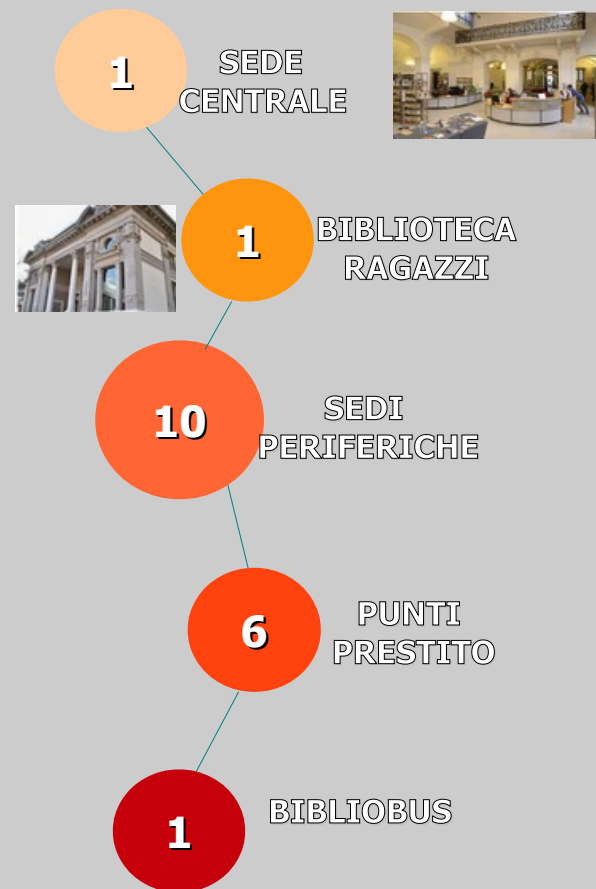 1
SEDE
CENTRALE
1
BIBLIOTECA
RAGAZZI
10
SEDI
PERIFERICHE
6
PUNTI
PRESTITO
1
BIBLIOBUS